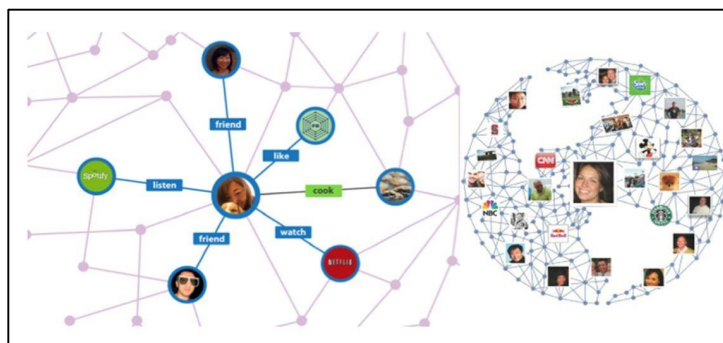 friend
like
Spotify
listen
cook
friend
watch
NETFLIX
CNN
NBC